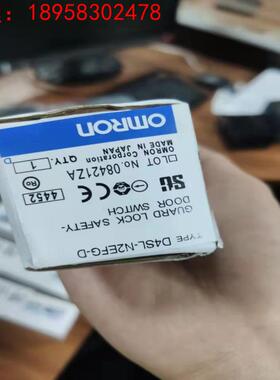 : 18958302478
OMRON
QTY. 1
D
LOT No.08421ZA
OMRON Corporation
MADE IN JAPAN
4452
GUARD LOCK SAFETY-
DOOR SWITCH
TYPE D4SL-N2EFG-D